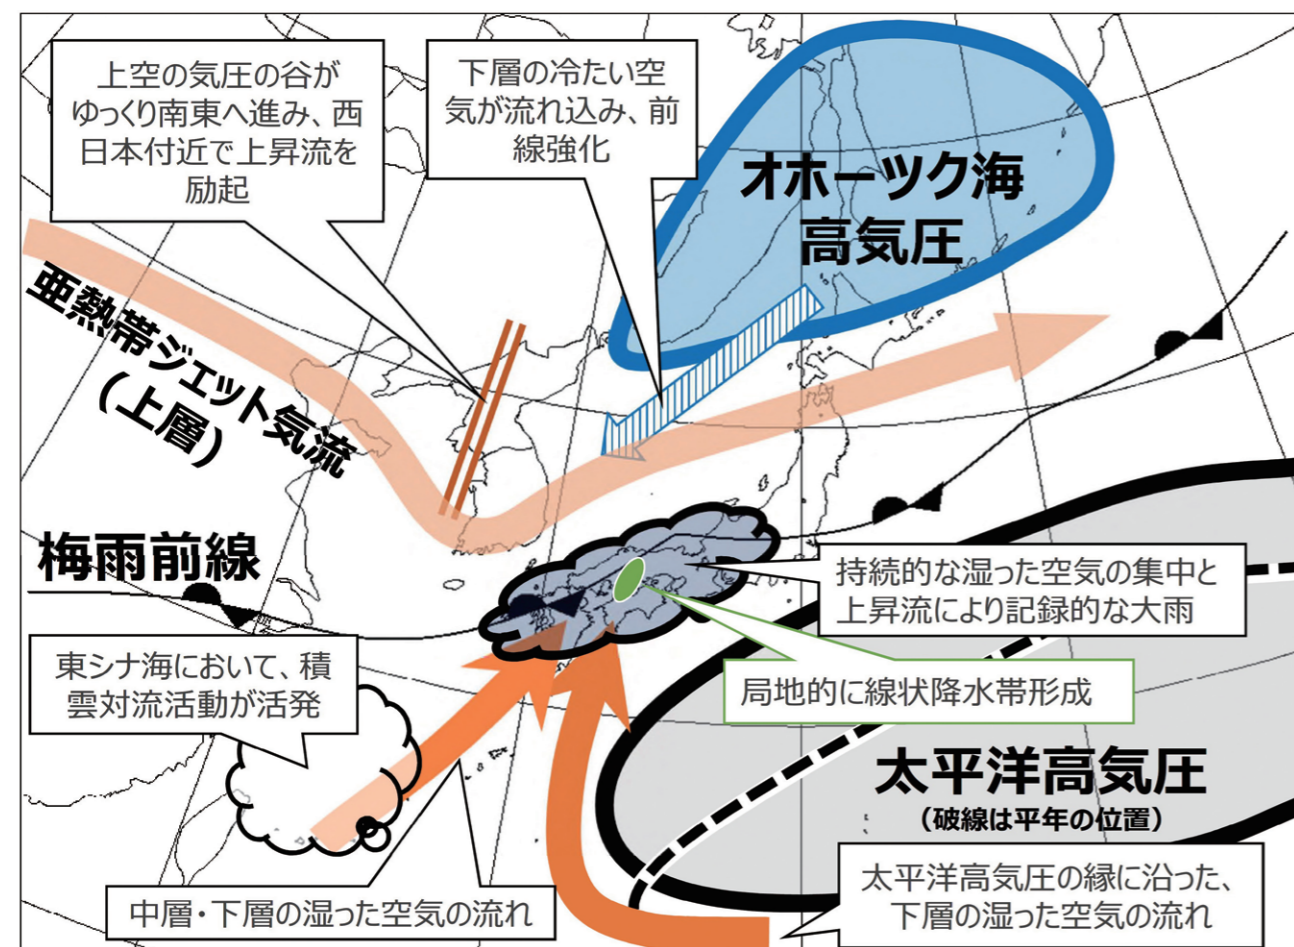 上空の気圧の谷が
ゆっくり南東へ進み、西
日本付近で上昇流を
励起
下層の冷たい空
気が流れ込み、前
線強化
オホーツク海
高気圧
亜熱帯ジェット気流
(上層)
梅雨前線
持続的な湿った空気の集中と
上昇流により記録的な大雨
東シナ海において、積
雲対流活動が活発
局地的に線状降水帯形成
太平洋高気圧
(破線は平年の位置)
中層・下層の湿った空気の流れ
太平洋高気圧の縁に沿った、
下層の湿った空気の流れ